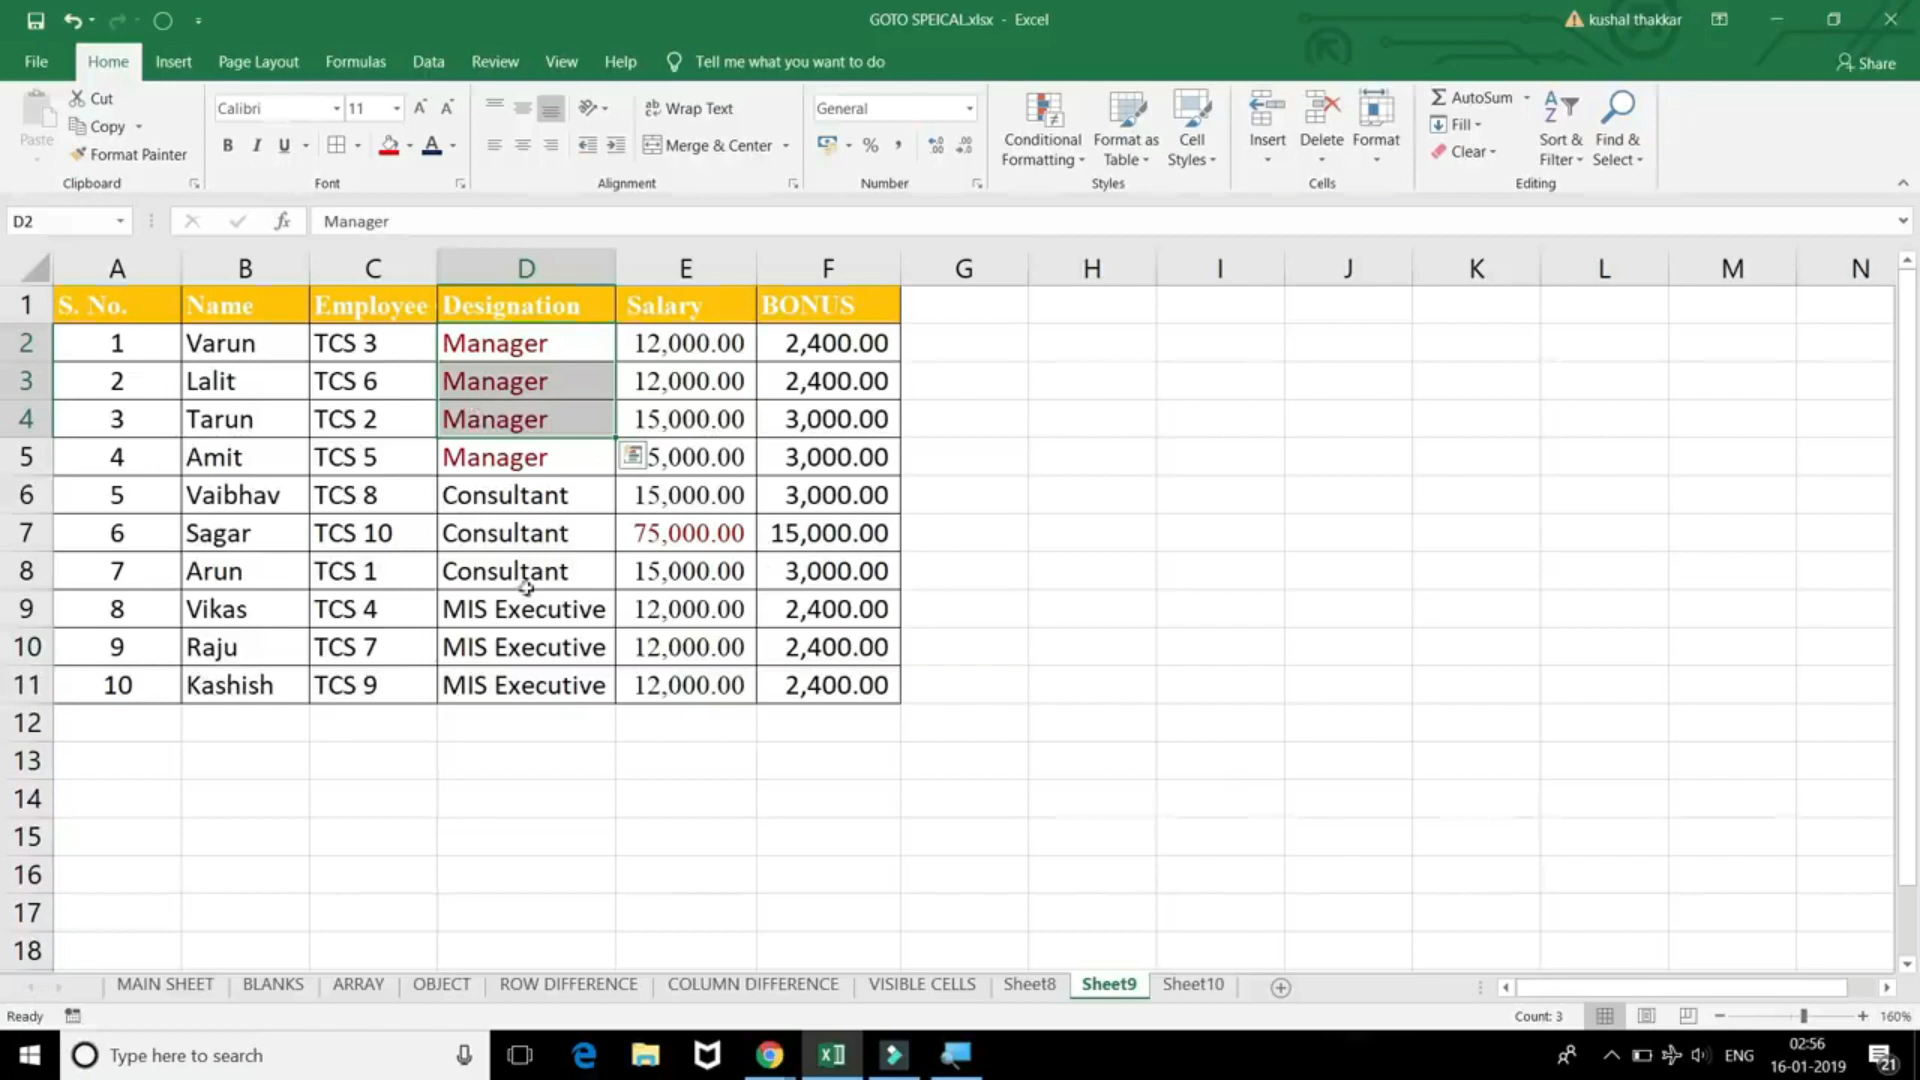 GOTO SPEICAL.xlsx - Excel
kushal thakkar
File Home Insert Page Layout Formulas Data Review View Help Tell me what you want to do
Share
Paste
Cut
Copy
Format Painter
Clipboard
Calibri 11
B I U A
Font
Wrap Text
Merge & Center
Alignment
General
%
Number
Conditional Formatting
Format as Table
Cell Styles
Styles
Insert Delete Format
Cells
AutoSum
Fill
Clear
Sort & Filter
Find & Select
Editing
D2 fx Manager
A B C D E F G H I J K L M N
1 S. No. Name Employee Designation Salary BONUS
2 1 Varun TCS 3 Manager 12,000.00 2,400.00
3 2 Lalit TCS 6 Manager 12,000.00 2,400.00
4 3 Tarun TCS 2 Manager 15,000.00 3,000.00
5 4 Amit TCS 5 Manager 5,000.00 3,000.00
6 5 Vaibhav TCS 8 Consultant 15,000.00 3,000.00
7 6 Sagar TCS 10 Consultant 75,000.00 15,000.00
8 7 Arun TCS 1 Consultant 15,000.00 3,000.00
9 8 Vikas TCS 4 MIS Executive 12,000.00 2,400.00
10 9 Raju TCS 7 MIS Executive 12,000.00 2,400.00
11 10 Kashish TCS 9 MIS Executive 12,000.00 2,400.00
12
13
14
15
16
17
18
MAIN SHEET BLANKS ARRAY OBJECT ROW DIFFERENCE COLUMN DIFFERENCE VISIBLE CELLS Sheet8 Sheet9 Sheet10
Ready Count: 3 160%
Type here to search
ENG
02:56
16-01-2019
21